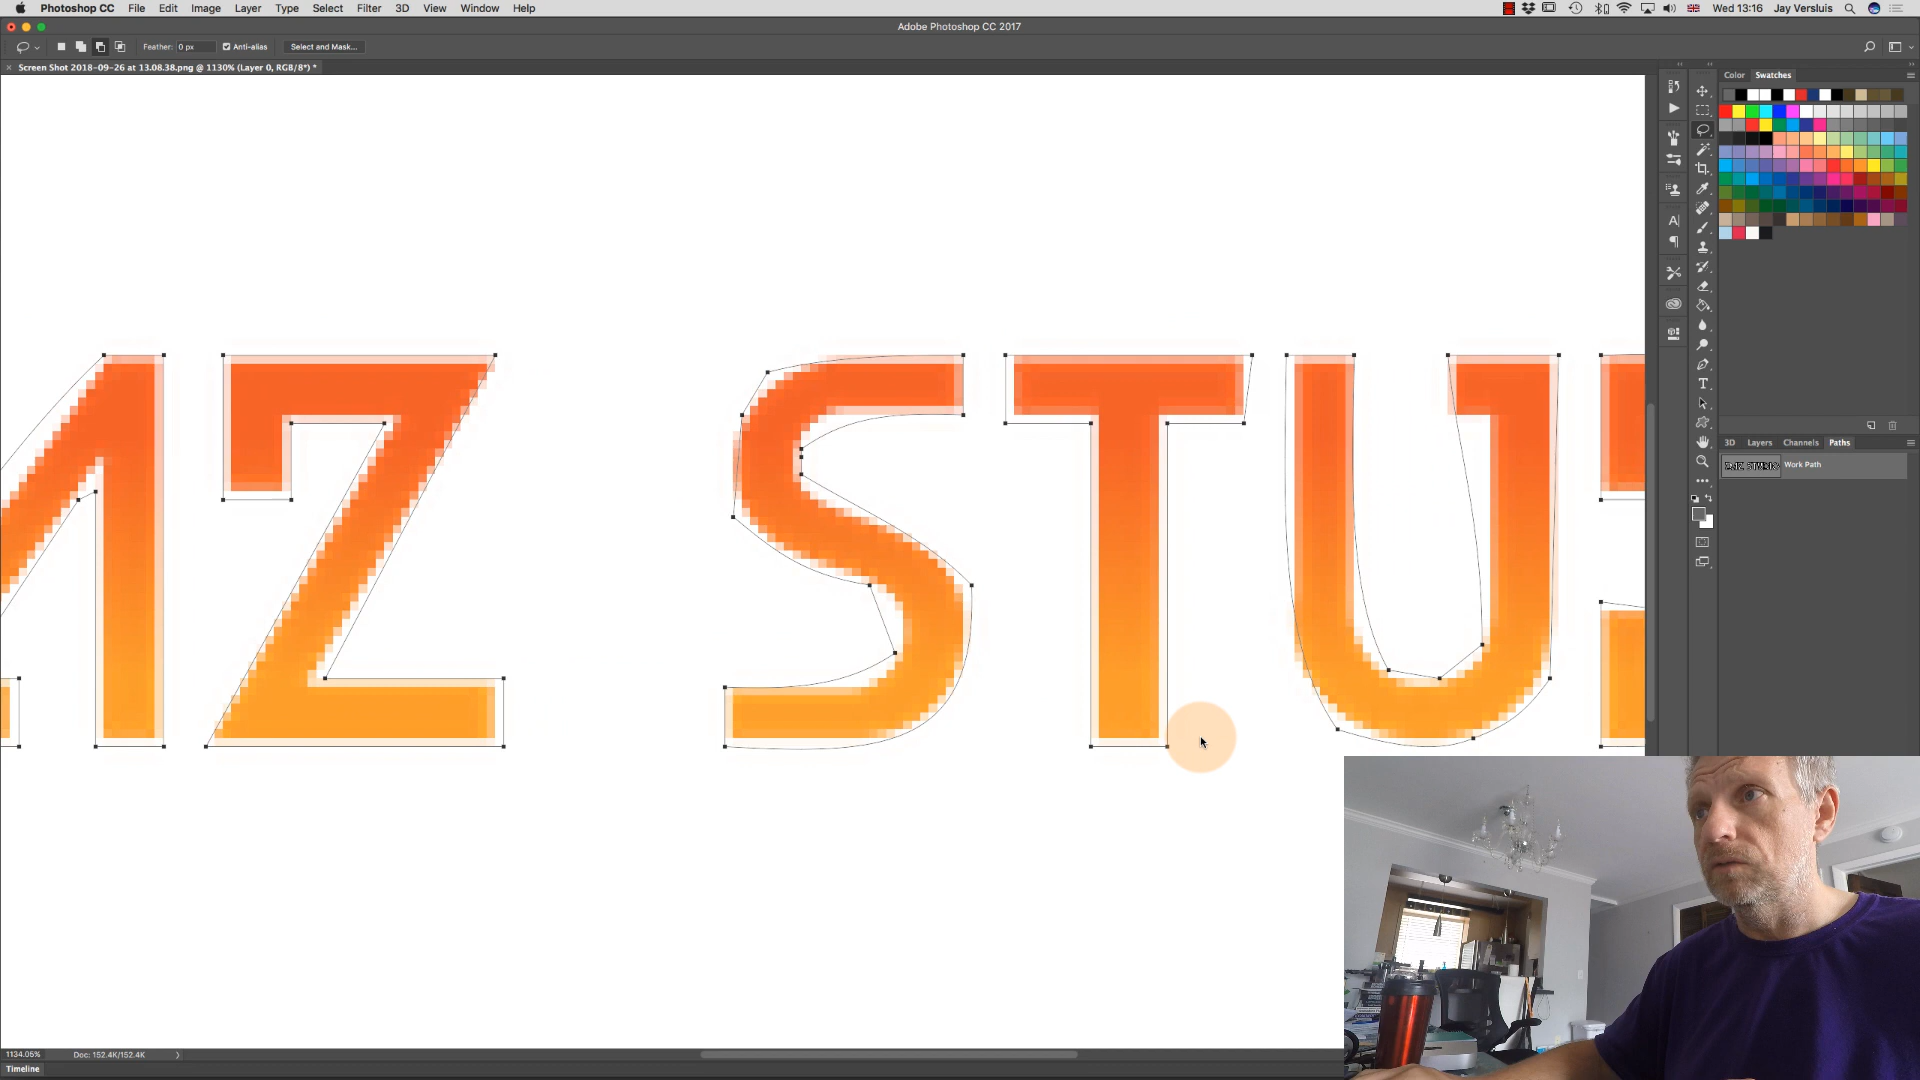 Photoshop CC File Edit Image Layer Type Select Filter 3D View Window Help Wed 13:16 Jay Versluis
Adobe Photoshop CC 2017
Feather: 0 px Anti-alias Select and Mask...
Screen Shot 2018-09-26 at 13.08.38.png @ 1130% (Layer 0, RGB/8*) *
Color Swatches
MZ STU
3D Layers Channels Paths
Work Path
1134.05% Doc: 152.4K/152.4K
Timeline